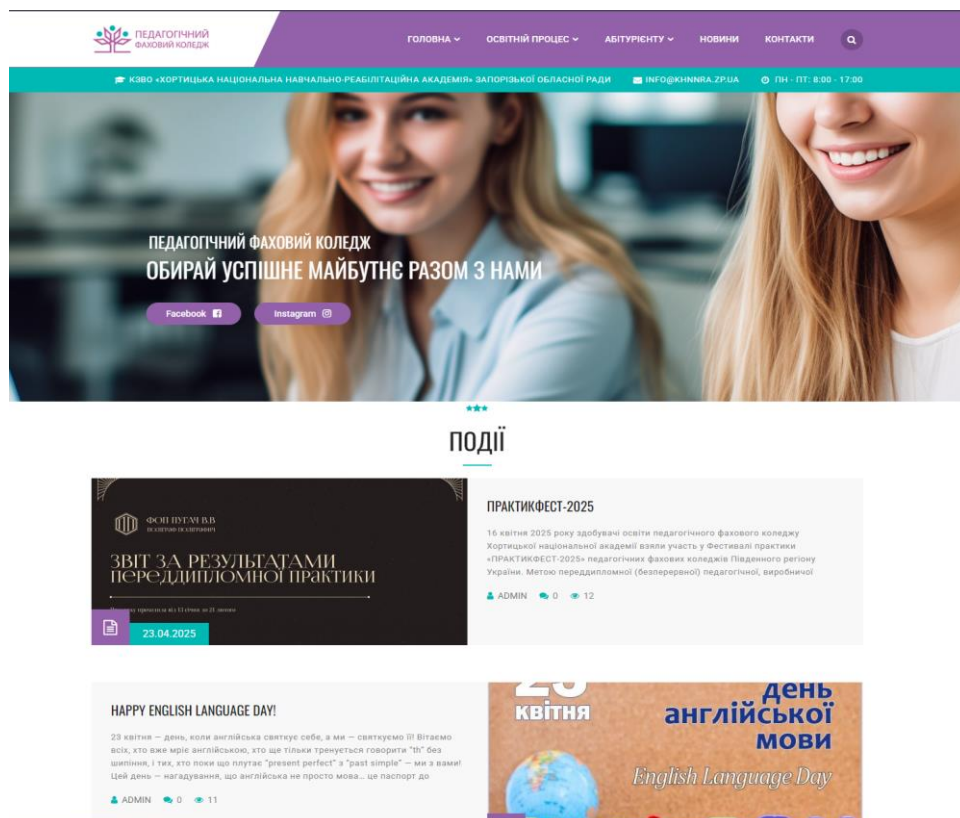 ПЕДАГОГІЧНИЙ
ФАХОВИЙ КОЛЕДЖ
ГОЛОВНА ОСВІТНІЙ ПРОЦЕС АБІТУРІЄНТУ НОВИНИ КОНТАКТИ
КЗВО «ХОРТИЦЬКА НАЦІОНАЛЬНА НАВЧАЛЬНО-РЕАБІЛІТАЦІЙНА АКАДЕМІЯ» ЗАПОРІЗЬКОЇ ОБЛАСНОЇ РАДИ INFO@KHNNRA.ZP.UA ПН - ПТ: 8:00 - 17:00
ПЕДАГОГІЧНИЙ ФАХОВИЙ КОЛЕДЖ
ОБИРАЙ УСПІШНЕ МАЙБУТНЄ РАЗОМ З НАМИ
Facebook Instagram
ПОДІЇ
ФОП ПУГАЧ В.В
ЗВІТ ЗА РЕЗУЛЬТАТАМИ
ПЕРЕДДИПЛОМНОЇ ПРАКТИКИ
23.04.2025
ПРАКТИКФЕСТ-2025
16 квітня 2025 року здобувачі освіти педагогічного фахового коледжу
Хортицької національної академії взяли участь у Фестивалі практики
«ПРАКТИКФЕСТ-2025» педагогічних фахових коледжів Південного регіону
України. Метою переддипломної (безперервної) педагогічної, виробничої
ADMIN 0 12
HAPPY ENGLISH LANGUAGE DAY!
23 квітня — день, коли англійська святкує себе, а ми — святкуємо її! Вітаємо
всіх, хто вже мріє англійською, хто ще тільки тренується говорити "th" без
шипіння, і тих, хто поки що плутає "present perfect" з "past simple" — ми з вами!
Цей день — нагадування, що англійська не просто мова... це паспорт до
ADMIN 0 11
23
квітня
день
англійської
мови
English Language Day